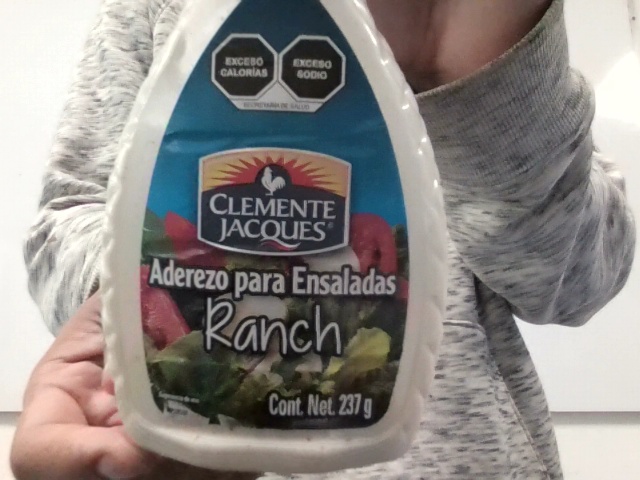 EXCESO CALORÍAS
EXCESO SODIO
SECRETARÍA DE SALUD
CLEMENTE
JACQUES®
Aderezo para Ensaladas
Ranch
Cont. Net. 237 g